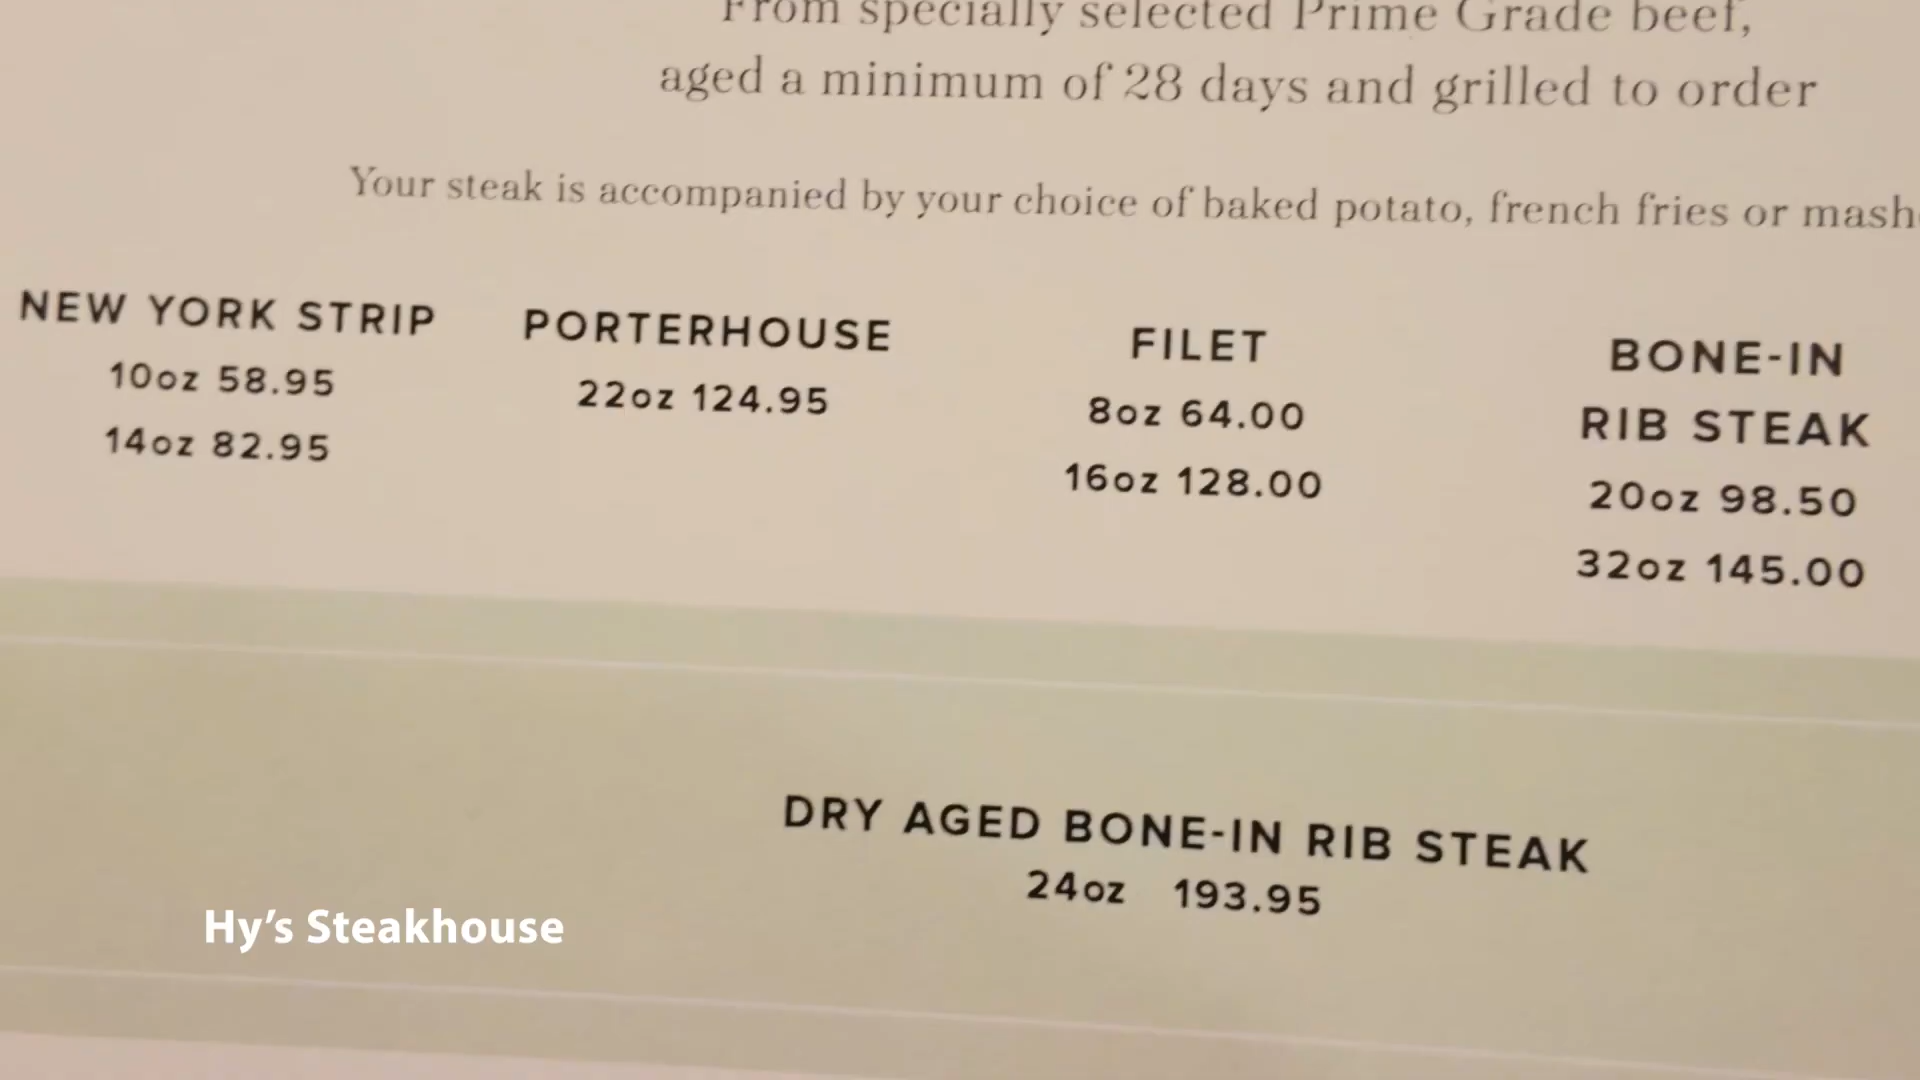 From specially selected Prime Grade beef,
aged a minimum of 28 days and grilled to order
Your steak is accompanied by your choice of baked potato, french fries or
NEW YORK STRIP
10oz 58.95
14oz 82.95
PORTERHOUSE
22oz 124.95
FILET
8oz 64.00
16oz 128.00
BONE-IN
RIB STEAK
20oz 98.50
32oz 145.00
DRY AGED BONE-IN RIB STEAK
24oz 193.95
Hy's Steakhouse